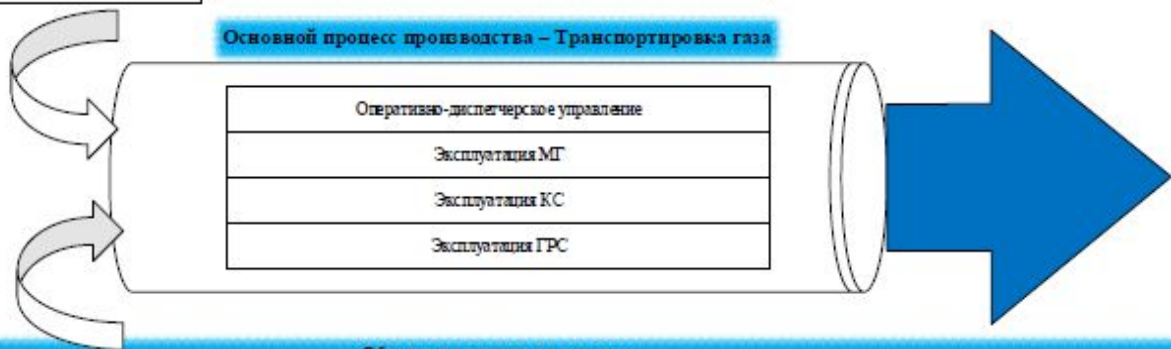 Основной процесс производства – Транспортировка газа
Оперативно-диспетчерское управление
Эксплуатация МГ
Эксплуатация КС
Эксплуатация ГРС